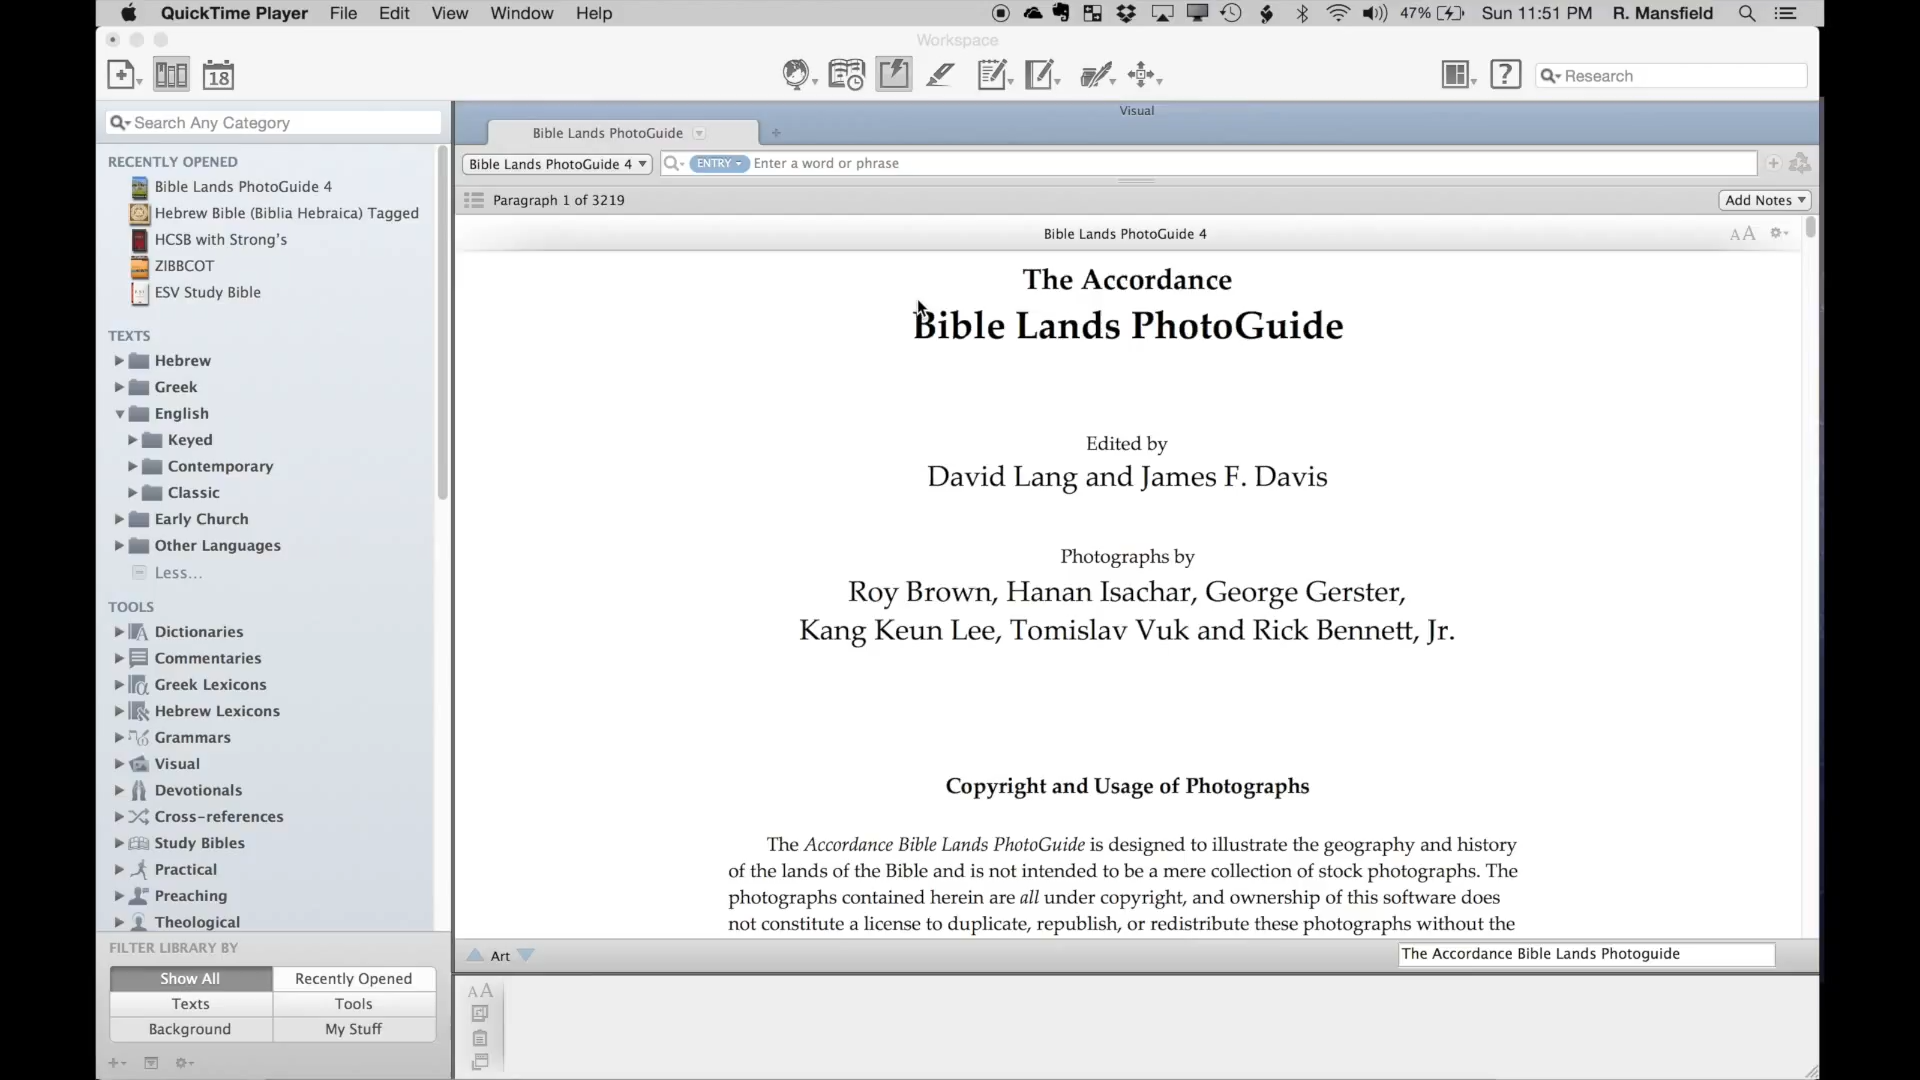 QuickTime Player File Edit View Window Help 47% Sun 11:51 PM R. Mansfield
Workspace
18
? Research
Search Any Category
RECENTLY OPENED
Bible Lands PhotoGuide 4
Hebrew Bible (Biblia Hebraica) Tagged
HCSB with Strong's
ZIBBCOT
ESV Study Bible
TEXTS
Hebrew
Greek
English
Keyed
Contemporary
Classic
Early Church
Other Languages
Less...
TOOLS
Dictionaries
Commentaries
Greek Lexicons
Hebrew Lexicons
Grammars
Visual
Devotionals
Cross-references
Study Bibles
Practical
Preaching
Theological
FILTER LIBRARY BY
Show All Recently Opened
Texts Tools
Background My Stuff
Visual
Bible Lands PhotoGuide
Bible Lands PhotoGuide 4 ENTRY Enter a word or phrase
Paragraph 1 of 3219 Add Notes
Bible Lands PhotoGuide 4 AA
The Accordance
Bible Lands PhotoGuide
Edited by
David Lang and James F. Davis
Photographs by
Roy Brown, Hanan Isachar, George Gerster,
Kang Keun Lee, Tomislav Vuk and Rick Bennett, Jr.
Copyright and Usage of Photographs
The Accordance Bible Lands PhotoGuide is designed to illustrate the geography and history
of the lands of the Bible and is not intended to be a mere collection of stock photographs. The
photographs contained herein are all under copyright, and ownership of this software does
not constitute a license to duplicate, republish, or redistribute these photographs without the
Art The Accordance Bible Lands Photoguide
AA